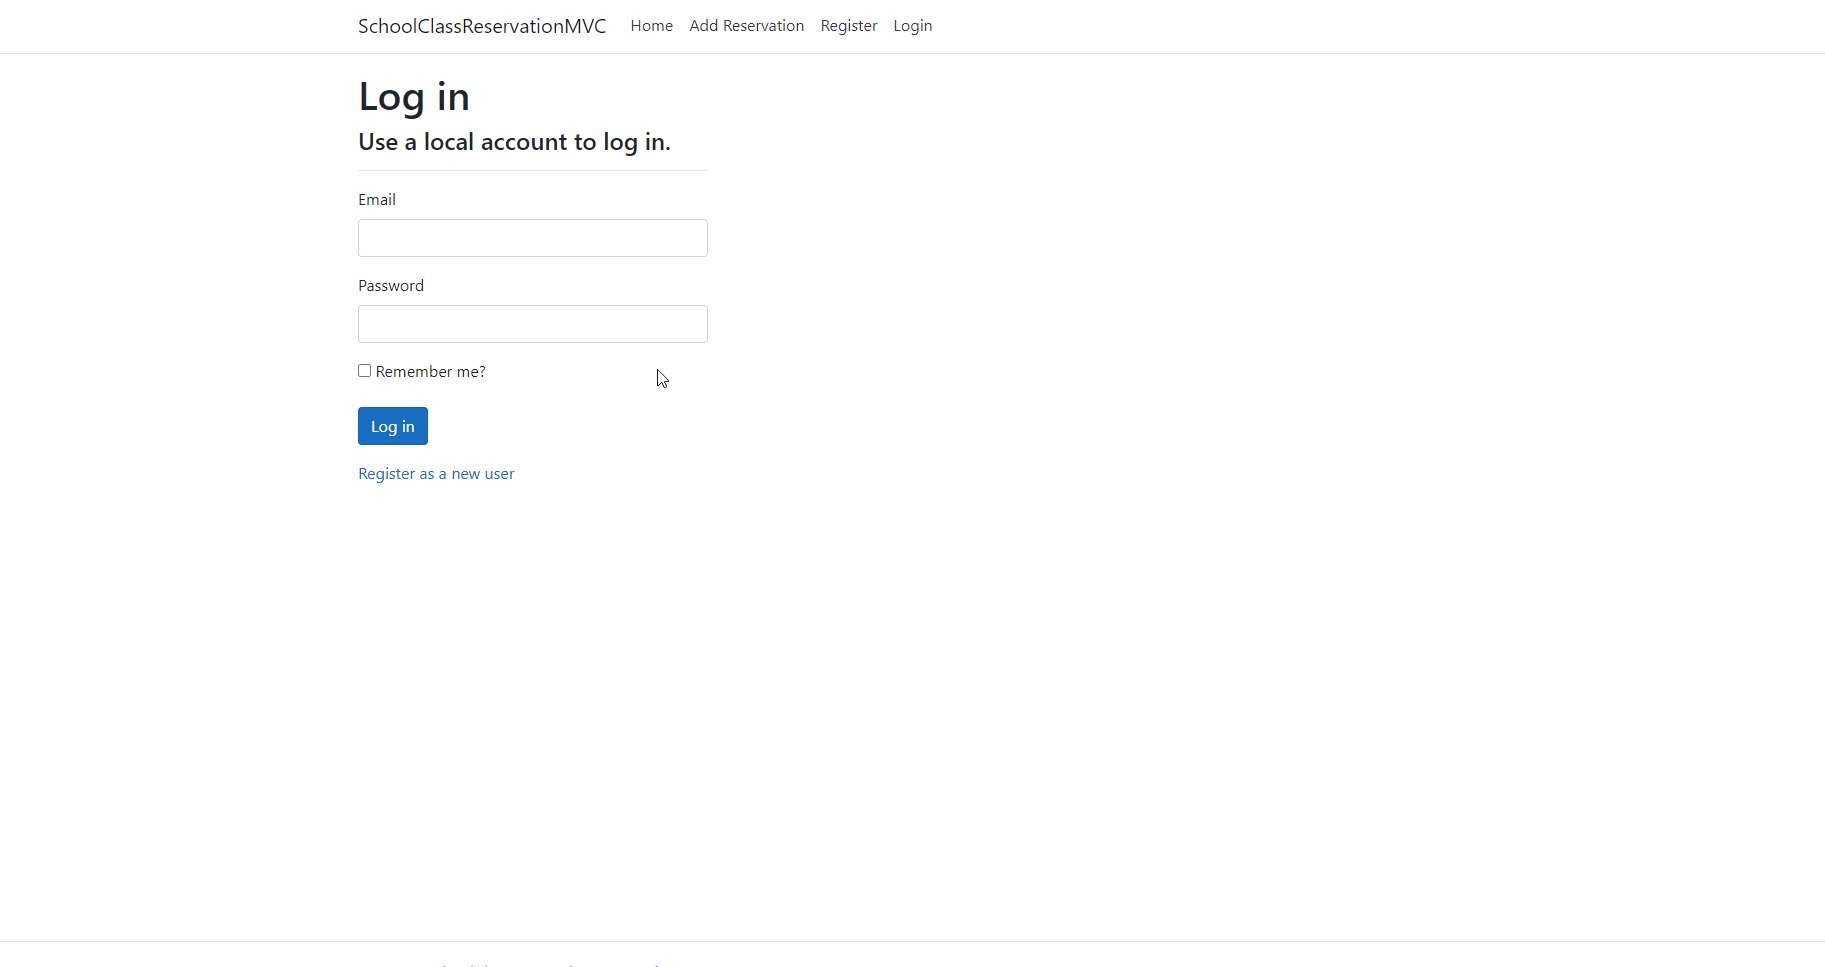 SchoolClassReservationMVC Home Add Reservation Register Login
Log in
Use a local account to log in.
Email
Password
Remember me?
Log in
Register as a new user